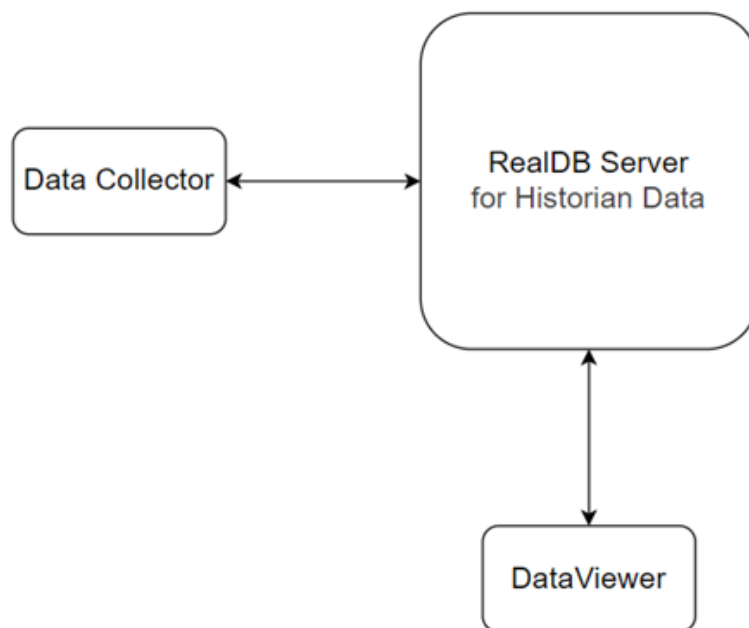 RealDB Server
for Historian Data
Data Collector
DataViewer